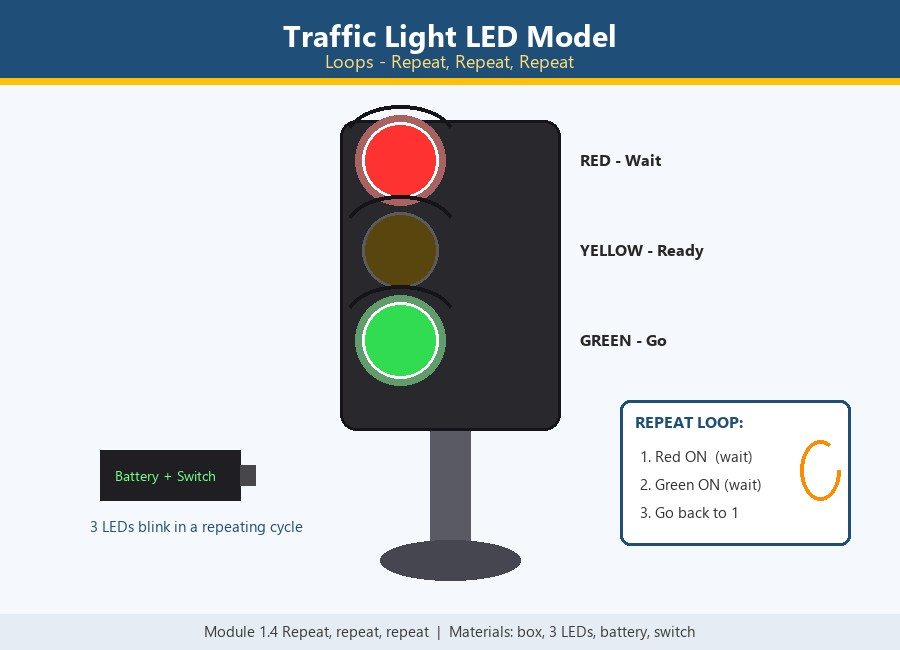 Traffic Light LED Model
Loops - Repeat, Repeat, Repeat
RED - Wait
YELLOW - Ready
GREEN - Go
REPEAT LOOP:
1. Red ON  (wait)
2. Green ON (wait)
3. Go back to 1
Battery + Switch
3 LEDs blink in a repeating cycle
Module 1.4 Repeat, repeat, repeat  |  Materials: box, 3 LEDs, battery, switch